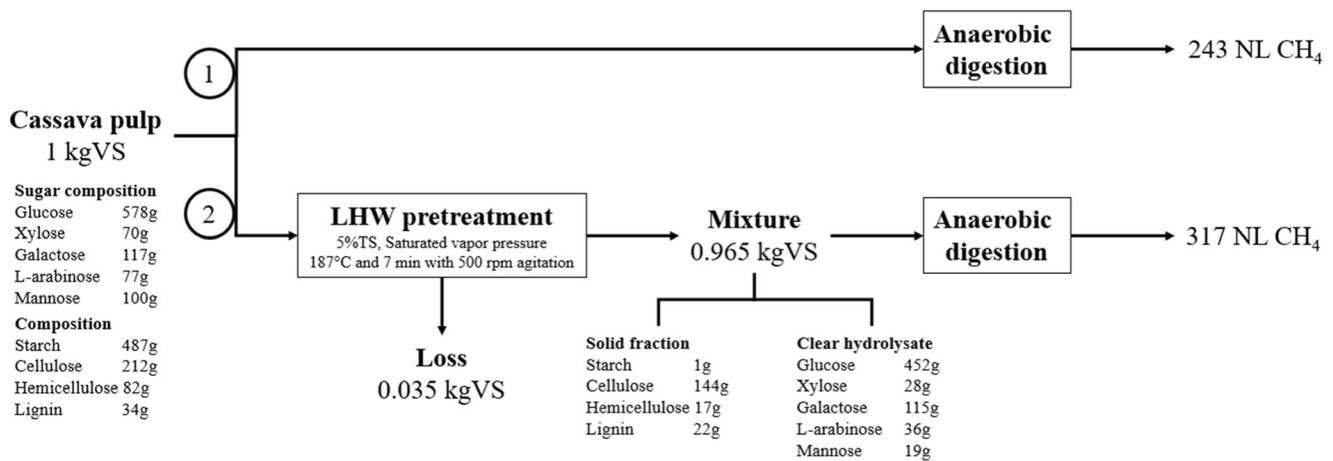 1
Anaerobic
digestion
243 NL CH₄
Cassava pulp
1 kgVS
Sugar composition
Glucose 578g
Xylose 70g
Galactose 117g
L-arabinose 77g
Mannose 100g
Composition
Starch 487g
Cellulose 212g
Hemicellulose 82g
Lignin 34g
2
LHW pretreatment
5%TS, Saturated vapor pressure
187°C and 7 min with 500 rpm agitation
Loss
0.035 kgVS
Mixture
0.965 kgVS
Solid fraction
Starch 1g
Cellulose 144g
Hemicellulose 17g
Lignin 22g
Clear hydrolysate
Glucose 452g
Xylose 28g
Galactose 115g
L-arabinose 36g
Mannose 19g
Anaerobic
digestion
317 NL CH₄